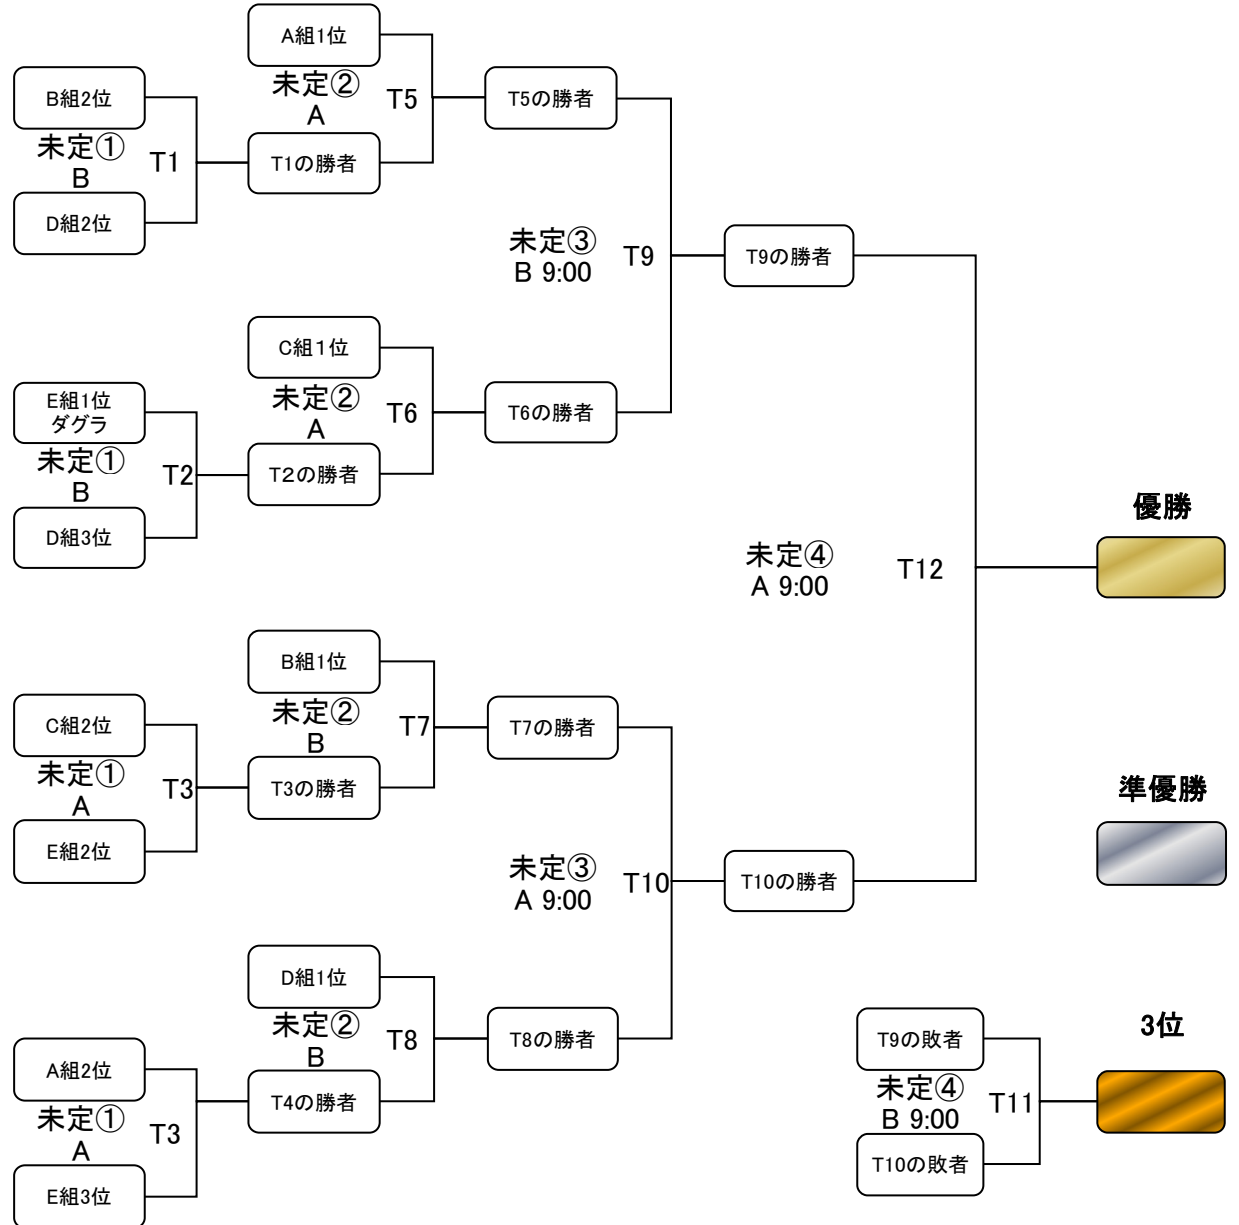 A組1位
未定②
A
T5
B組2位
未定①
B
T1
D組2位
T1の勝者
T5の勝者
未定③
B 9:00
T9
T9の勝者
C組１位
未定②
A
T6
E組1位
ダグラ
未定①
B
T2
D組3位
T２の勝者
T6の勝者
未定④
A 9:00
T12
優勝
B組1位
未定②
B
T7
C組2位
未定①
A
T3
E組2位
T3の勝者
T7の勝者
未定③
A 9:00
T10
T10の勝者
準優勝
D組1位
未定②
B
T8
A組2位
未定①
A
T3
E組3位
T4の勝者
T8の勝者
T9の敗者
未定④
B 9:00
T11
T10の敗者
3位